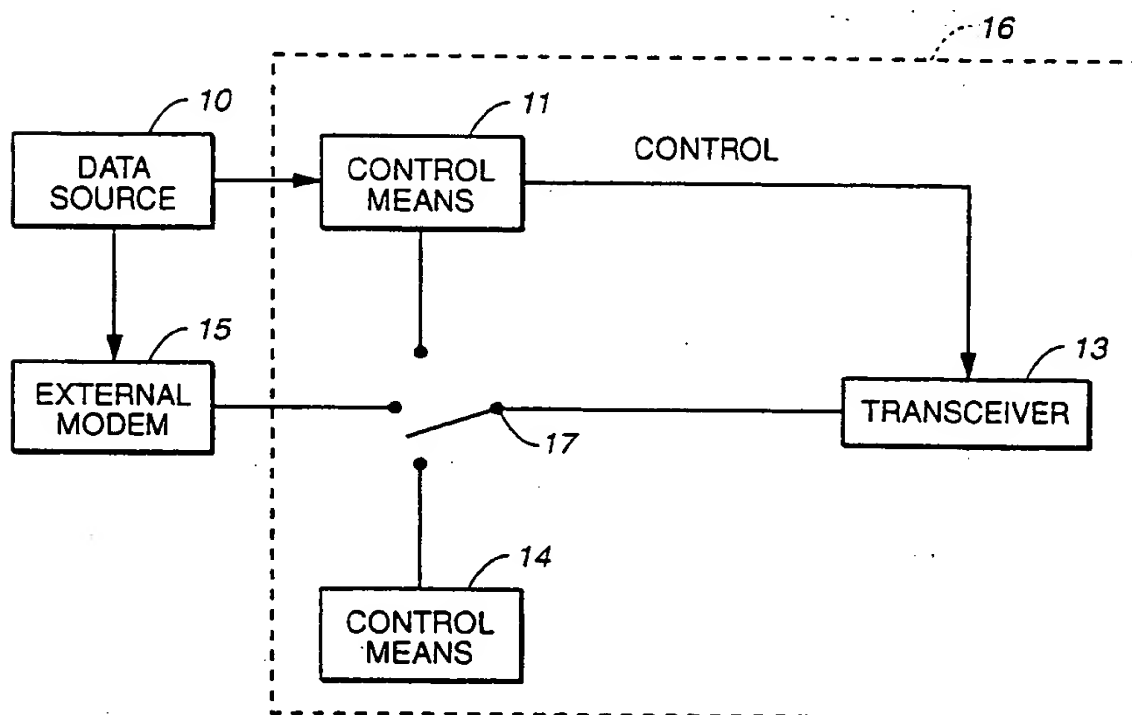 16
10
11
DATA
SOURCE
CONTROL
MEANS
CONTROL
15
13
EXTERNAL
MODEM
TRANSCEIVER
17
14
CONTROL
MEANS